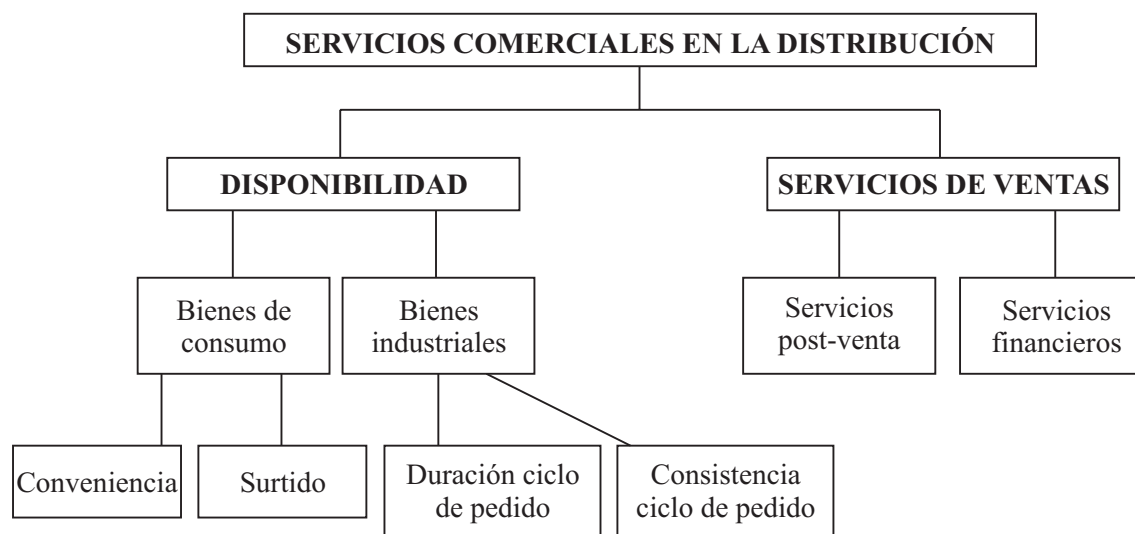 SERVICIOS COMERCIALES EN LA DISTRIBUCIÓN
DISPONIBILIDAD
SERVICIOS DE VENTAS
Bienes de
consumo
Bienes
industriales
Servicios
post-venta
Servicios
financieros
Conveniencia
Surtido
Duración ciclo
de pedido
Consistencia
ciclo de pedido